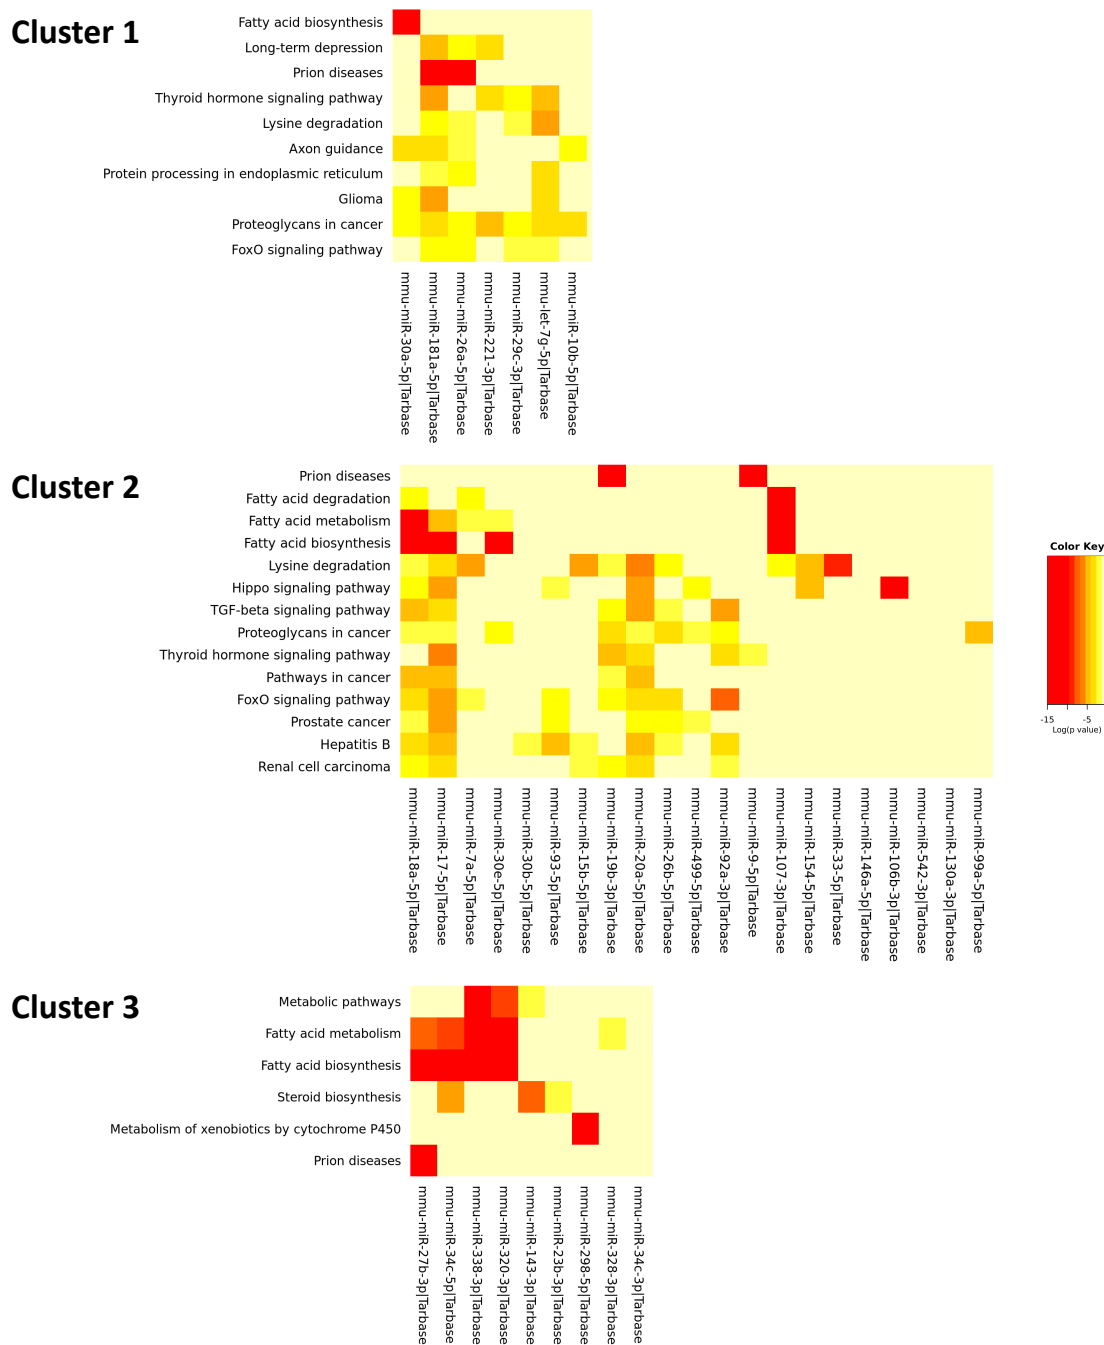 Cluster 1
Fatty acid biosynthesis
Long-term depression
Prion diseases
Thyroid hormone signaling pathway
Lysine degradation
Axon guidance
Protein processing in endoplasmic reticulum
Glioma
Proteoglycans in cancer
FoxO signaling pathway
mmu-miR-30a-5p|Tarbase
mmu-miR-181a-5p|Tarbase
mmu-miR-26a-5p|Tarbase
mmu-miR-221-3p|Tarbase
mmu-miR-29c-3p|Tarbase
mmu-let-7g-5p|Tarbase
mmu-miR-10b-5p|Tarbase
Cluster 2
Prion diseases
Fatty acid degradation
Fatty acid metabolism
Fatty acid biosynthesis
Lysine degradation
Hippo signaling pathway
TGF-beta signaling pathway
Proteoglycans in cancer
Thyroid hormone signaling pathway
Pathways in cancer
FoxO signaling pathway
Prostate cancer
Hepatitis B
Renal cell carcinoma
mmu-miR-18a-5p|Tarbase
mmu-miR-17-5p|Tarbase
mmu-miR-7a-5p|Tarbase
mmu-miR-30e-5p|Tarbase
mmu-miR-30b-5p|Tarbase
mmu-miR-93-5p|Tarbase
mmu-miR-15b-5p|Tarbase
mmu-miR-19b-3p|Tarbase
mmu-miR-20a-5p|Tarbase
mmu-miR-26b-5p|Tarbase
mmu-miR-499-5p|Tarbase
mmu-miR-92a-3p|Tarbase
mmu-miR-9-5p|Tarbase
mmu-miR-107-3p|Tarbase
mmu-miR-154-5p|Tarbase
mmu-miR-33-5p|Tarbase
mmu-miR-146a-5p|Tarbase
mmu-miR-106b-3p|Tarbase
mmu-miR-542-3p|Tarbase
mmu-miR-130a-3p|Tarbase
mmu-miR-99a-5p|Tarbase
Color Key
-15 -5
Log(p value)
Cluster 3
Metabolic pathways
Fatty acid metabolism
Fatty acid biosynthesis
Steroid biosynthesis
Metabolism of xenobiotics by cytochrome P450
Prion diseases
mmu-miR-27b-3p|Tarbase
mmu-miR-34c-5p|Tarbase
mmu-miR-338-3p|Tarbase
mmu-miR-320-3p|Tarbase
mmu-miR-143-3p|Tarbase
mmu-miR-23b-3p|Tarbase
mmu-miR-298-5p|Tarbase
mmu-miR-328-3p|Tarbase
mmu-miR-34c-3p|Tarbase